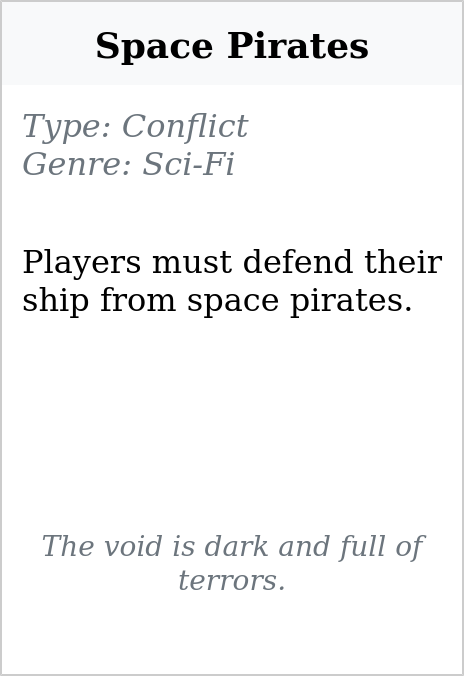 Space Pirates
Type: Conflict
Genre: Sci-Fi
Players must defend their
ship from space pirates.
The void is dark and full of
terrors.